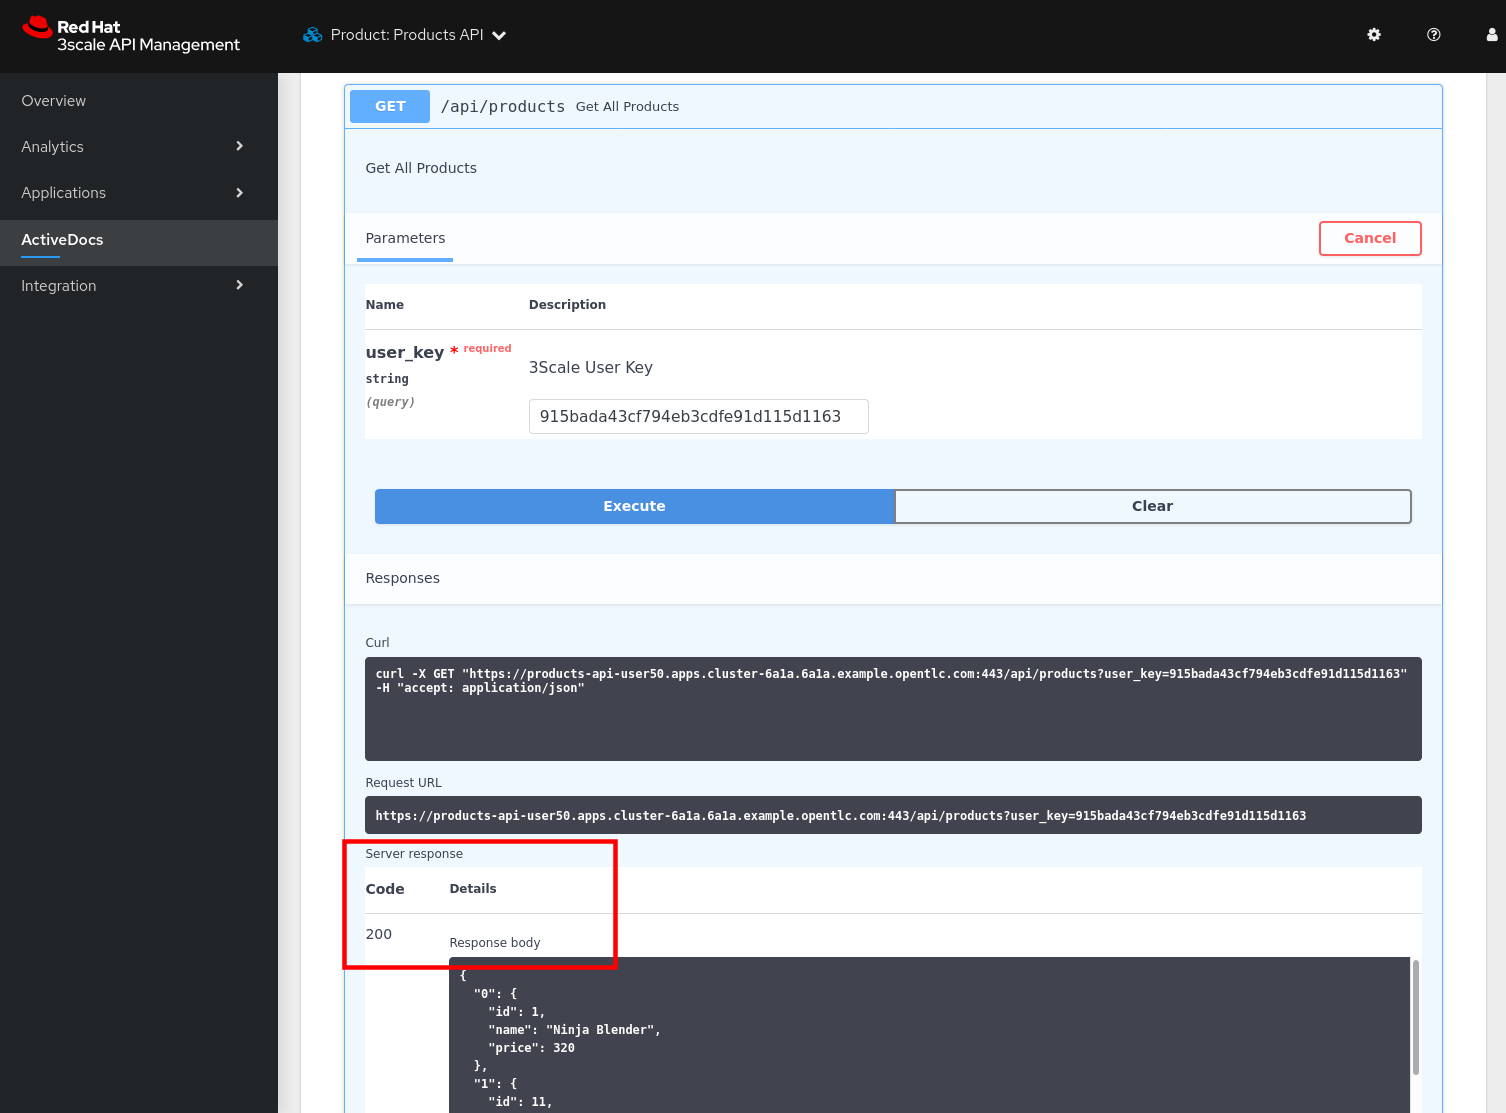 Red Hat
3scale API Management
Product: Products API
Overview
Analytics
Applications
ActiveDocs
Integration
GET /api/products Get All Products
Get All Products
Parameters
Cancel
Name Description
user_key * required
string
(query)
3Scale User Key
915bada43cf794eb3cdfe91d115d1163
Execute
Clear
Responses
Curl
curl -X GET "https://products-api-user50.apps.cluster-6a1a.6a1a.example.opentlc.com:443/api/products?user_key=915bada43cf794eb3cdfe91d115d1163"
-H "accept: application/json"
Request URL
https://products-api-user50.apps.cluster-6a1a.6a1a.example.opentlc.com:443/api/products?user_key=915bada43cf794eb3cdfe91d115d1163
Server response
Code Details
200
Response body
{
"0": {
"id": 1,
"name": "Ninja Blender",
"price": 320
},
"1": {
"id": 11,